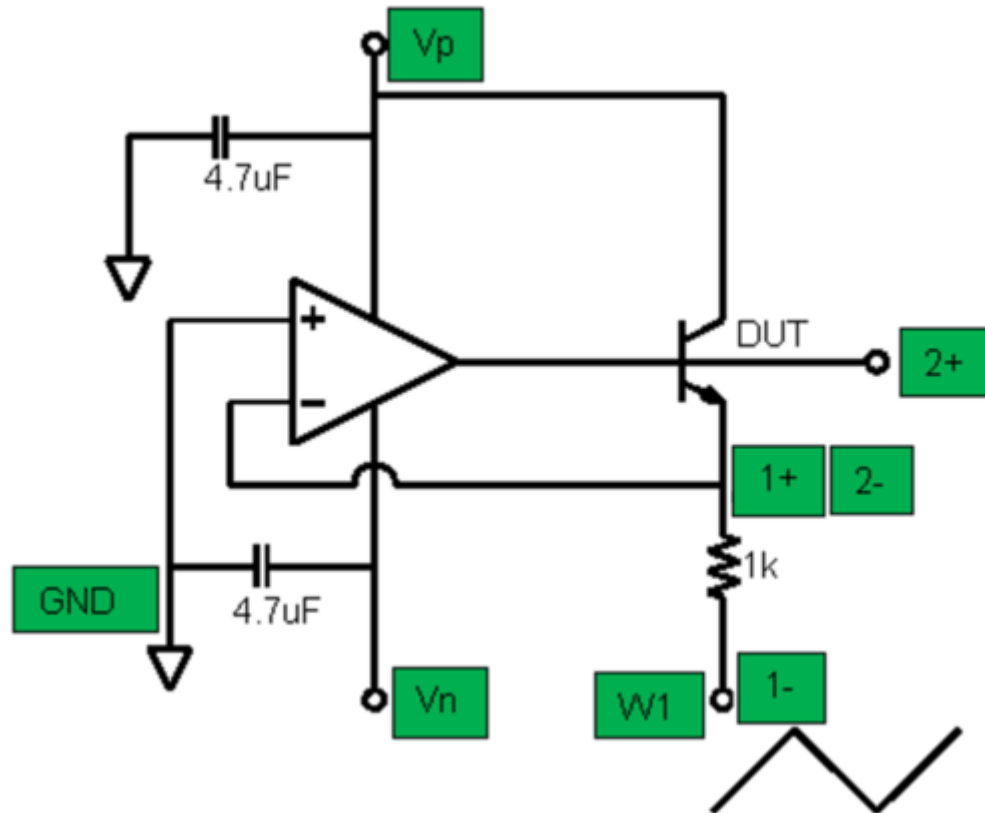 Vp
4.7uF
+
DUT
2+
−
1+
2-
1k
GND
4.7uF
Vn
W1
1-